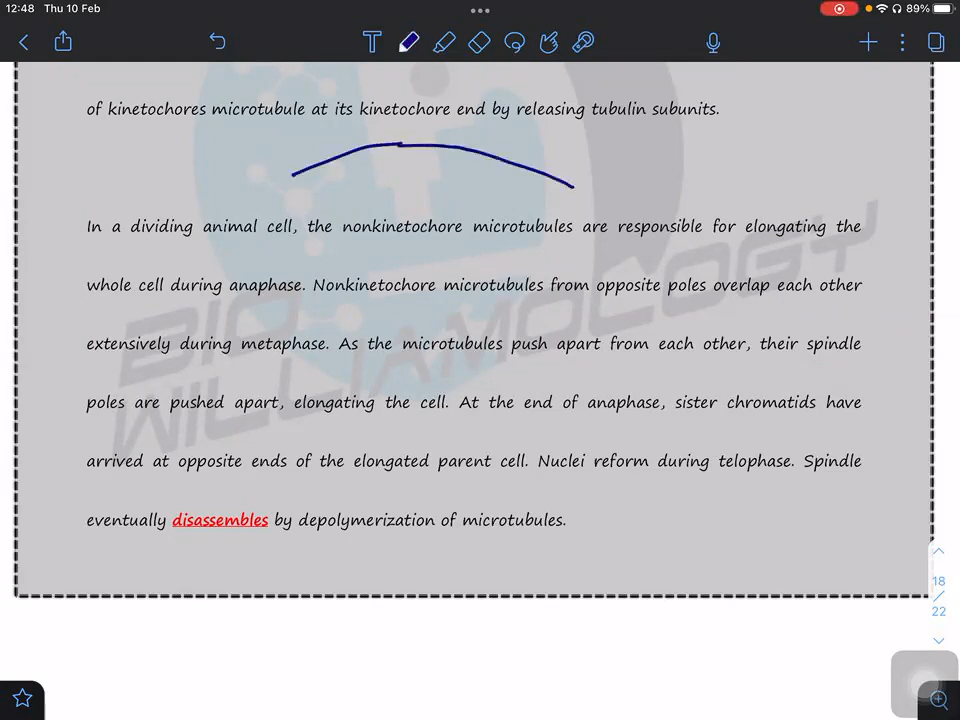 12:48 Thu 10 Feb 89%
of kinetochores microtubule at its kinetochore end by releasing tubulin subunits.
In a dividing animal cell, the nonkinetochore microtubules are responsible for elongating the
whole cell during anaphase. Nonkinetochore microtubules from opposite poles overlap each other
extensively during metaphase. As the microtubules push apart from each other, their spindle
poles are pushed apart, elongating the cell. At the end of anaphase, sister chromatids have
arrived at opposite ends of the elongated parent cell. Nuclei reform during telophase. Spindle
eventually disassembles by depolymerization of microtubules.
BIO
WILLIAMOLOGY
18
/
22